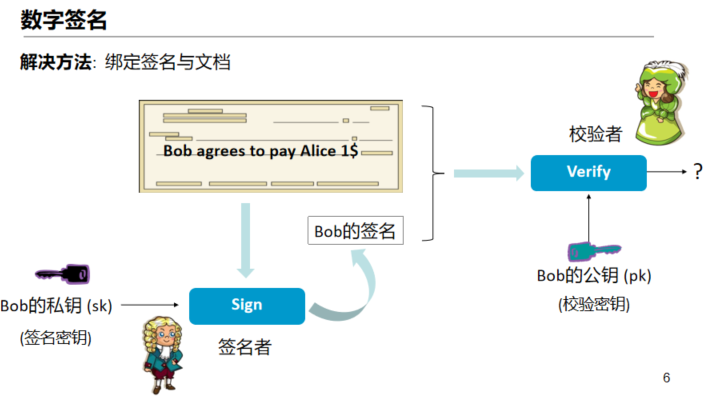 数字签名
解决方法: 绑定签名与文档
Bob agrees to pay Alice 1$
校验者
Verify
?
Bob的签名
Bob的公钥 (pk)
(校验密钥)
Bob的私钥 (sk)
(签名密钥)
Sign
签名者
6